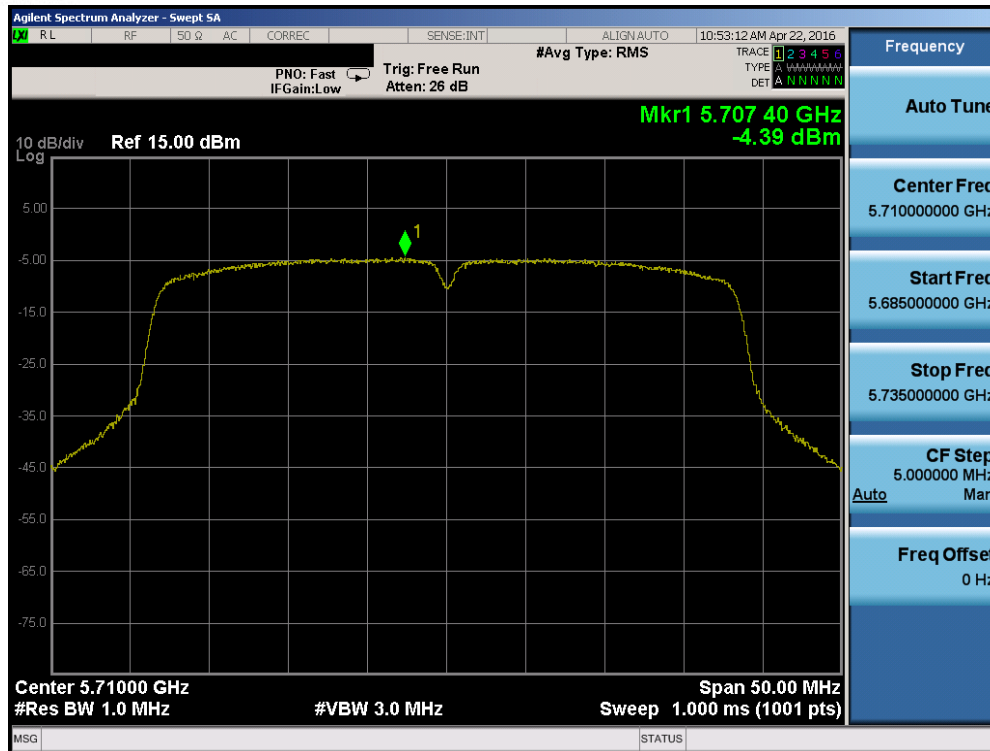 Agilent Spectrum Analyzer - Swept SA
LXI RL RF 50 Ω AC CORREC SENSE:INT ALIGN AUTO 10:53:12 AM Apr 22, 2016
#Avg Type: RMS
TRACE 1 2 3 4 5 6
TYPE A WWWWW
DET A N N N N N
PNO: Fast
IFGain:Low
Trig: Free Run
Atten: 26 dB
Mkr1 5.707 40 GHz
-4.39 dBm
10 dB/div Ref 15.00 dBm
Log
1
5.00
-5.00
-15.0
-25.0
-35.0
-45.0
-55.0
-65.0
-75.0
Center 5.71000 GHz Span 50.00 MHz
#Res BW 1.0 MHz #VBW 3.0 MHz Sweep 1.000 ms (1001 pts)
MSG STATUS
Frequency
Auto Tune
Center Freq
5.710000000 GHz
Start Freq
5.685000000 GHz
Stop Freq
5.735000000 GHz
CF Step
5.000000 MHz
Auto Man
Freq Offset
0 Hz